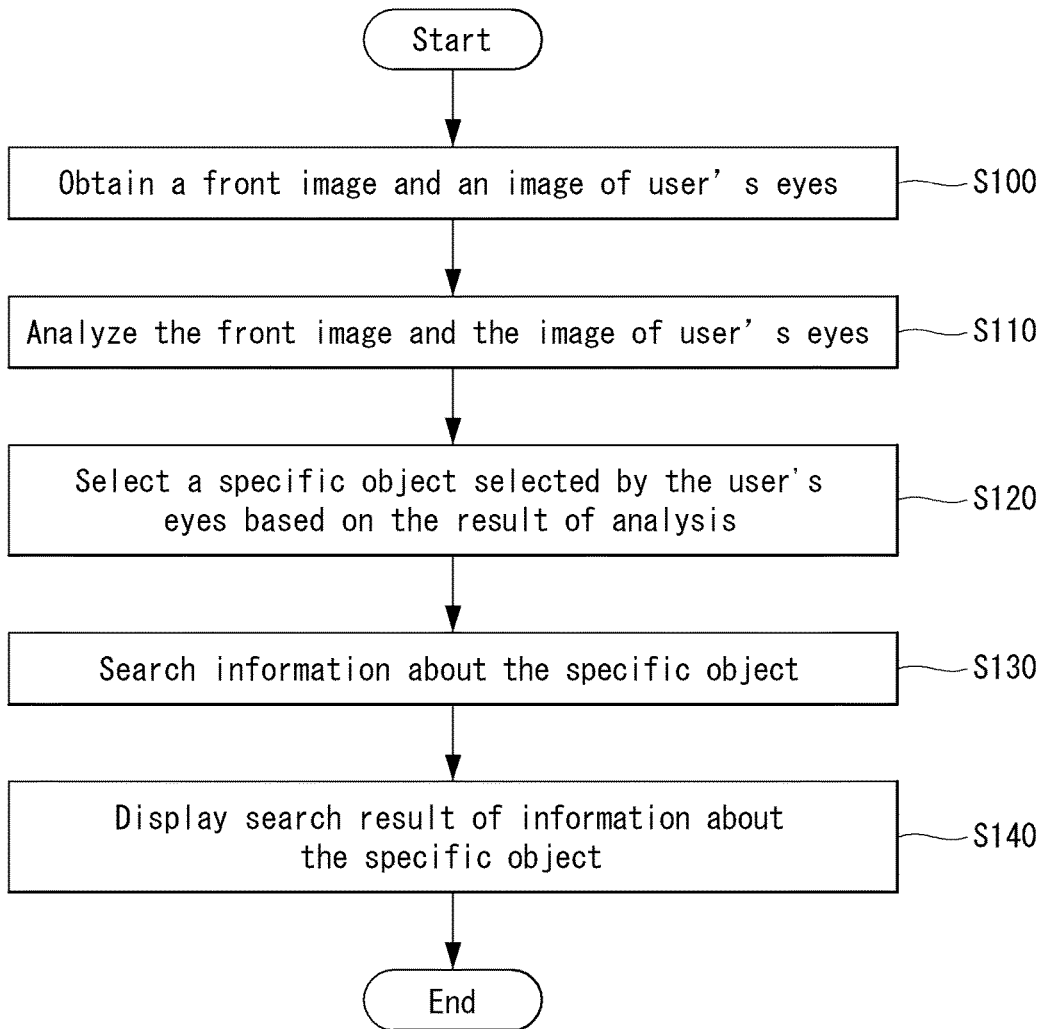 Start
Obtain a front image and an image of user’ s eyes
S100
Analyze the front image and the image of user’ s eyes
S110
Select a specific object selected by the user's
eyes based on the result of analysis
S120
Search information about the specific object
S130
Display search result of information about
the specific object
S140
End